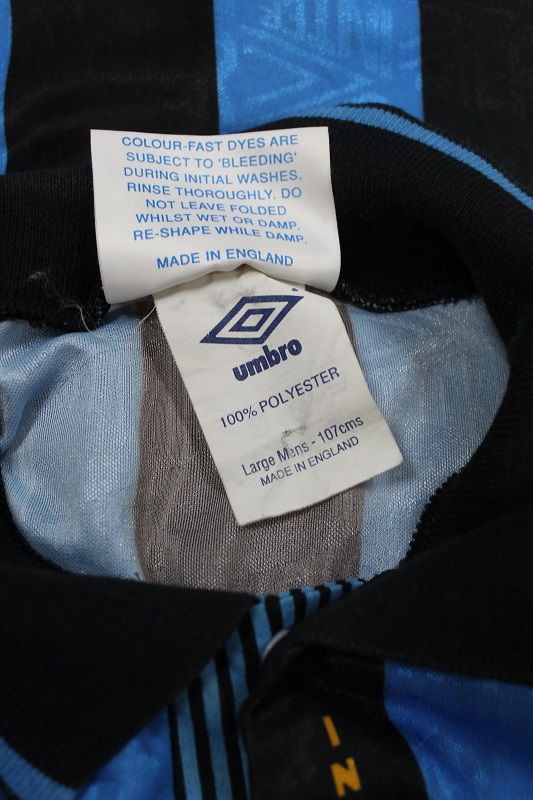 COLOUR-FAST DYES ARE
SUBJECT TO 'BLEEDING'
DURING INITIAL WASHES.
RINSE THOROUGHLY. DO
NOT LEAVE FOLDED
WHILST WET OR DAMP.
RE-SHAPE WHILE DAMP.
MADE IN ENGLAND
umbro
100% POLYESTER
Large Mens - 107cms
MADE IN ENGLAND
IN